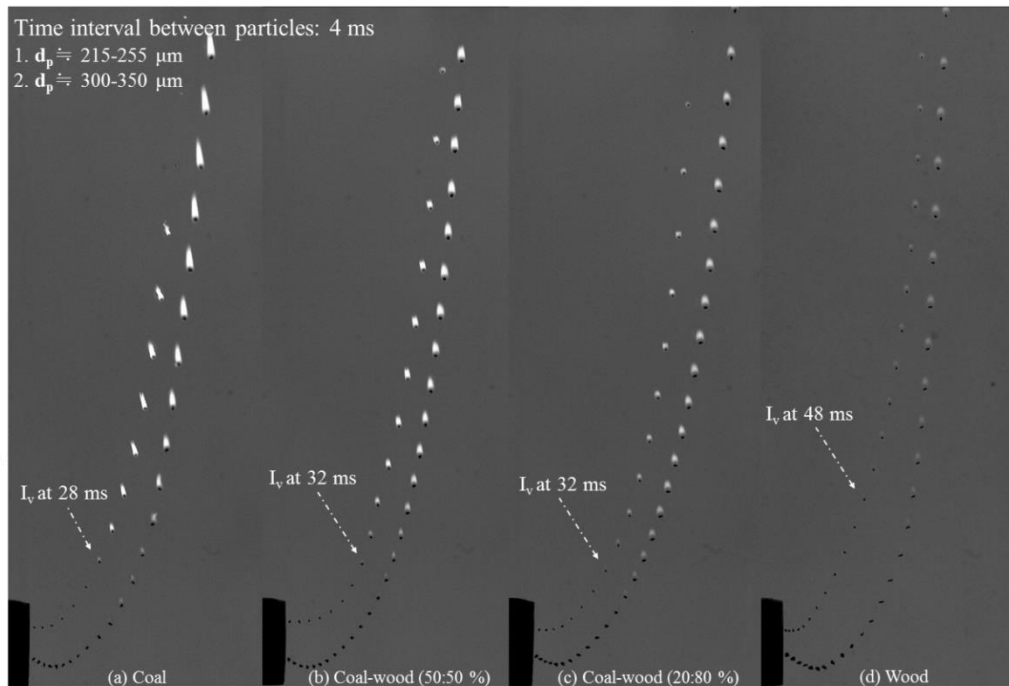 Time interval between particles: 4 ms
1. dₚ ≒ 215-255 μm
2. dₚ ≒ 300-350 μm
Iᵥ at 28 ms
Iᵥ at 32 ms
Iᵥ at 32 ms
Iᵥ at 48 ms
(a) Coal
(b) Coal-wood (50:50 %)
(c) Coal-wood (20:80 %)
(d) Wood